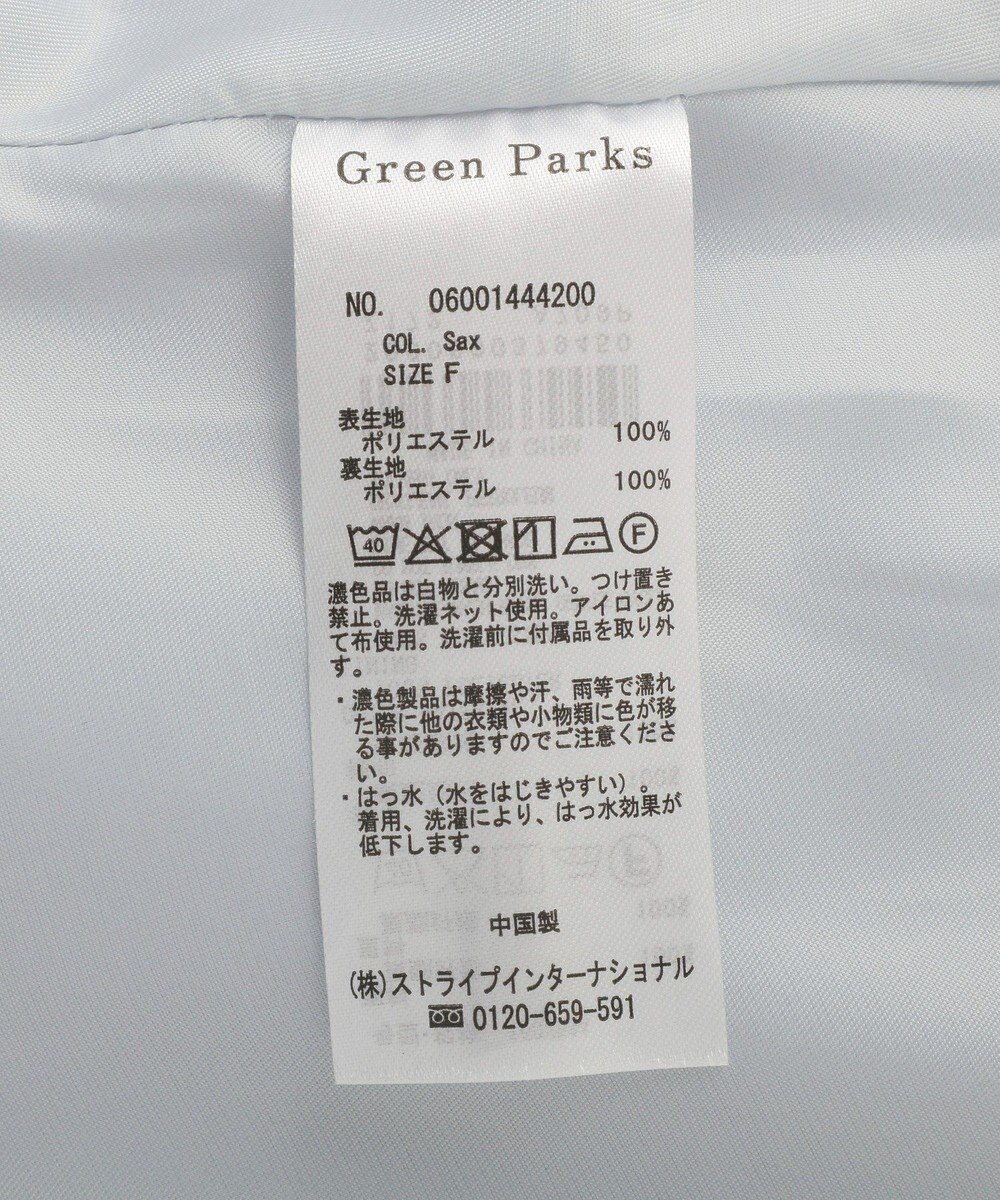 Green Parks
NO. 06001444200
COL. Sax
SIZE F
表生地
ポリエステル 100%
裏生地
ポリエステル 100%
40 F
濃色品は白物と分別洗い。つけ置き
禁止。洗濯ネット使用。アイロンあ
て布使用。洗濯前に付属品を取り外
す。
・濃色製品は摩擦や汗、雨等で濡れ
た際に他の衣類や小物類に色が移
る事がありますのでご注意くださ
い。
・はっ水（水をはじきやすい）。
着用、洗濯により、はっ水効果が
低下します。
中国製
(株)ストライプインターナショナル
0120-659-591